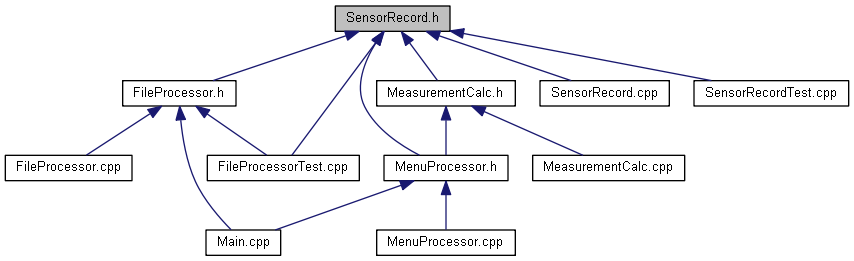 SensorRecord.h
FileProcessor.h
MeasurementCalc.h
SensorRecord.cpp
SensorRecordTest.cpp
FileProcessor.cpp
FileProcessorTest.cpp
MenuProcessor.h
MeasurementCalc.cpp
Main.cpp
MenuProcessor.cpp